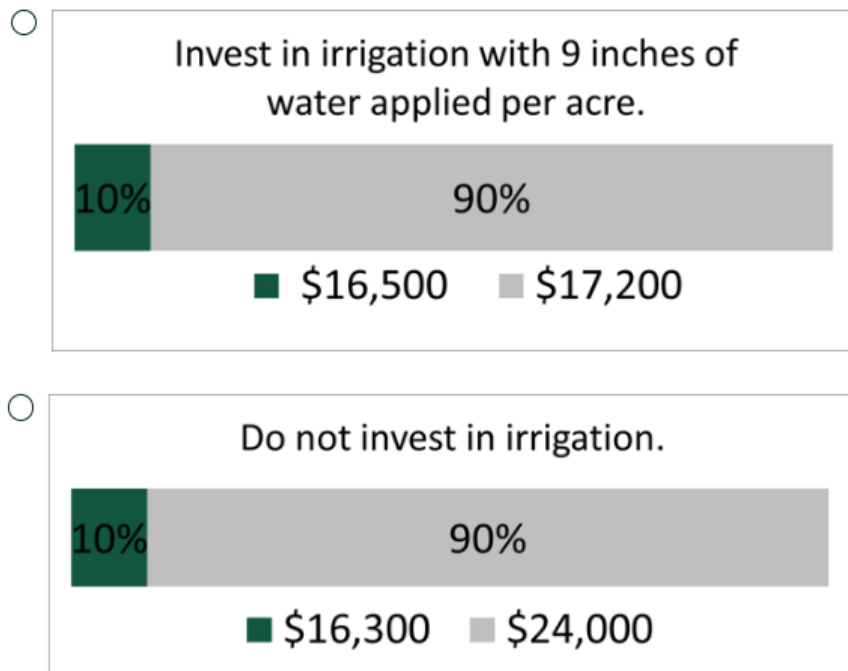 Invest in irrigation with 9 inches of
water applied per acre.
10% 90%
$16,500 $17,200
Do not invest in irrigation.
10% 90%
$16,300 $24,000